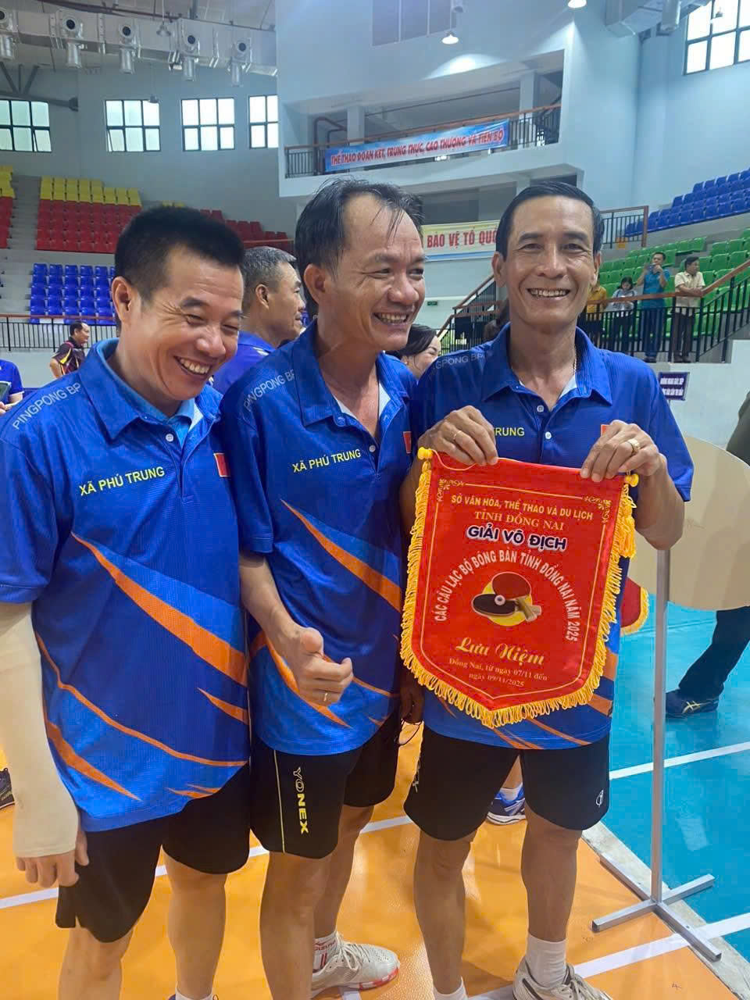 THỂ THAO ĐOÀN KẾT, TRUNG THỰC, CAO THƯỢNG VÀ TIẾN BỘ
BẢO VỆ TỔ QUỐC
PINGPONG BP
XÃ PHÚ TRUNG
PINGPONG BP
XÃ PHÚ TRUNG
PINGPONG BP
TRUNG
SỞ VĂN HÓA, THỂ THAO VÀ DU LỊCH
TỈNH ĐỒNG NAI
GIẢI VÔ ĐỊCH
CÁC CÂU LẠC BỘ BÓNG BÀN TỈNH ĐỒNG NAI NĂM 2025
Lưu Niệm
Đồng Nai, từ ngày 07/11 đến
ngày 09/11/2025
YONEX